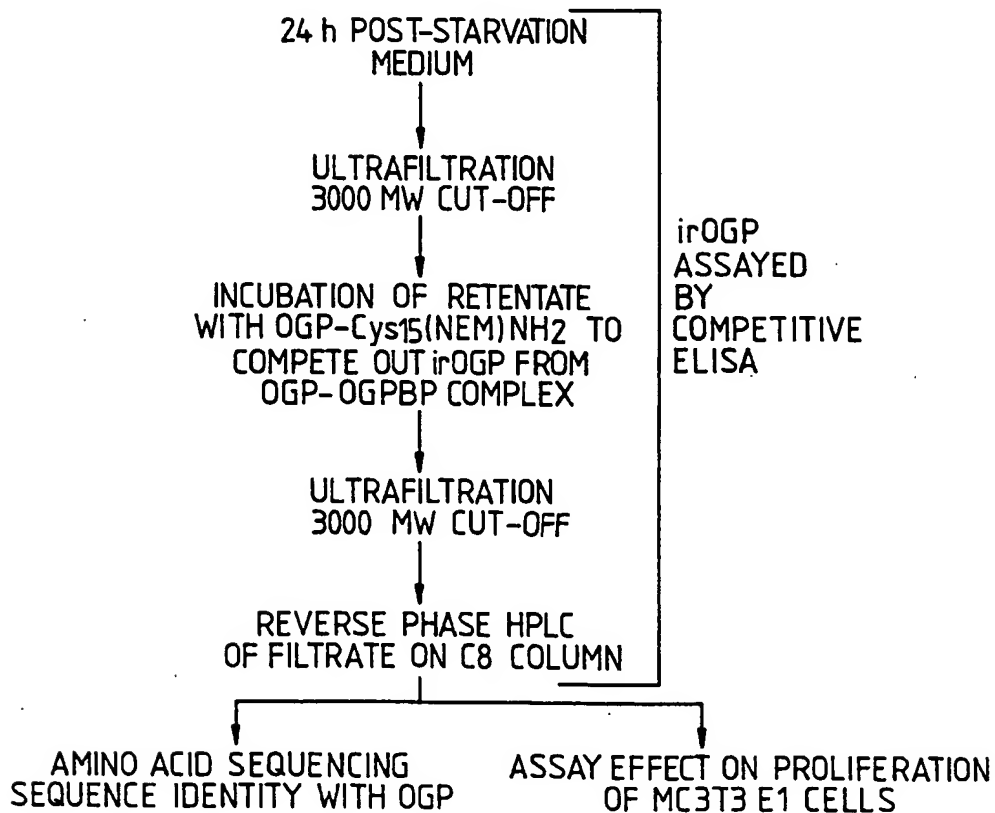 24 h POST-STARVATION
MEDIUM
ULTRAFILTRATION
3000 MW CUT-OFF
INCUBATION OF RETENTATE
WITH OGP-Cys15(NEM)NH2 TO
COMPETE OUT irOGP FROM
OGP-OGPBP COMPLEX
ULTRAFILTRATION
3000 MW CUT-OFF
REVERSE PHASE HPLC
OF FILTRATE ON C8 COLUMN
irOGP
ASSAYED
BY
COMPETITIVE
ELISA
AMINO ACID SEQUENCING
SEQUENCE IDENTITY WITH OGP
ASSAY EFFECT ON PROLIFERATION
OF MC3T3 E1 CELLS